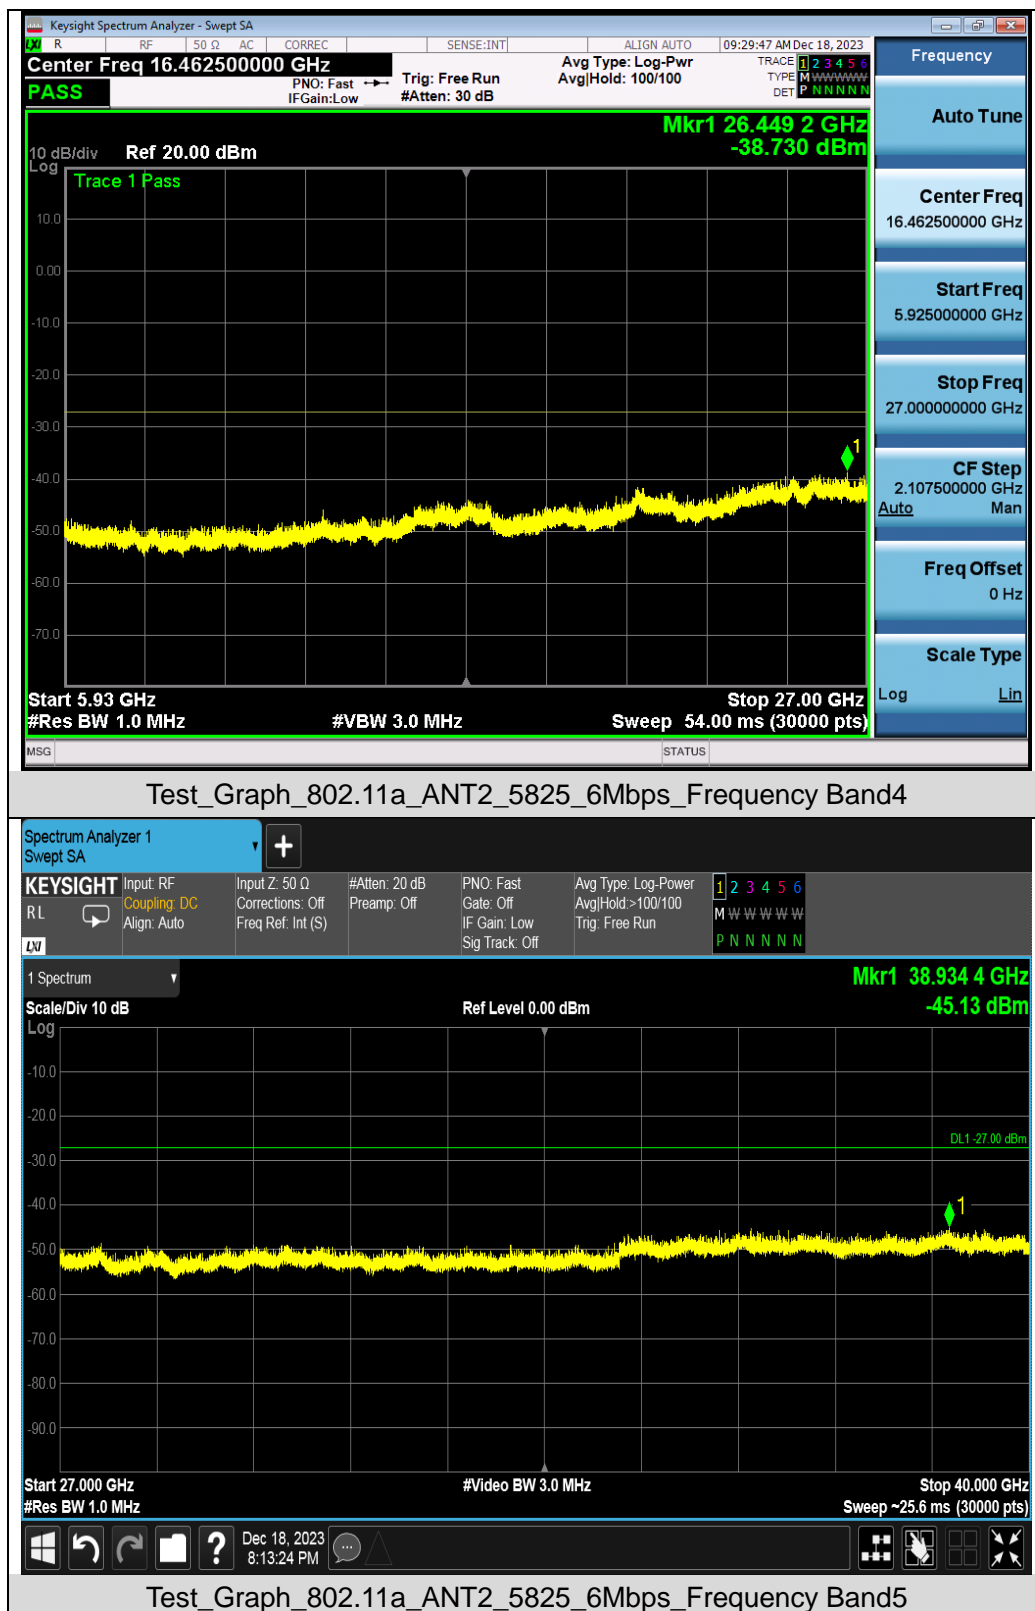 Keysight Spectrum Analyzer - Swept SA
LXI R RF 50 Ω AC CORREC SENSE:INT ALIGN AUTO 09:29:47 AM Dec 18, 2023
Center Freq 16.462500000 GHz
PASS
PNO: Fast
IFGain:Low
Trig: Free Run
#Atten: 30 dB
Avg Type: Log-Pwr
Avg|Hold: 100/100
TRACE 1 2 3 4 5 6
TYPE M WWWWW
DET P N N N N N
Mkr1 26.449 2 GHz
-38.730 dBm
10 dB/div
Log
Ref 20.00 dBm
Trace 1 Pass
10.0
0.00
-10.0
-20.0
-30.0
-40.0
-50.0
-60.0
-70.0
1
Start 5.93 GHz
#Res BW 1.0 MHz
#VBW 3.0 MHz
Stop 27.00 GHz
Sweep 54.00 ms (30000 pts)
MSG
STATUS
Frequency
Auto Tune
Center Freq
16.462500000 GHz
Start Freq
5.925000000 GHz
Stop Freq
27.000000000 GHz
CF Step
2.107500000 GHz
Auto Man
Freq Offset
0 Hz
Scale Type
Log Lin
Test_Graph_802.11a_ANT2_5825_6Mbps_Frequency Band4
Spectrum Analyzer 1
Swept SA
KEYSIGHT
R L
LXI
Input: RF
Coupling: DC
Align: Auto
Input Z: 50 Ω
Corrections: Off
Freq Ref: Int (S)
#Atten: 20 dB
Preamp: Off
PNO: Fast
Gate: Off
IF Gain: Low
Sig Track: Off
Avg Type: Log-Power
Avg|Hold:>100/100
Trig: Free Run
1 2 3 4 5 6
M W W W W W
P N N N N N
1 Spectrum
Scale/Div 10 dB
Log
Ref Level 0.00 dBm
Mkr1 38.934 4 GHz
-45.13 dBm
-10.0
-20.0
DL1 -27.00 dBm
-30.0
-40.0
1
-50.0
-60.0
-70.0
-80.0
-90.0
Start 27.000 GHz
#Res BW 1.0 MHz
#Video BW 3.0 MHz
Stop 40.000 GHz
Sweep ~25.6 ms (30000 pts)
?
Dec 18, 2023
8:13:24 PM
Test_Graph_802.11a_ANT2_5825_6Mbps_Frequency Band5